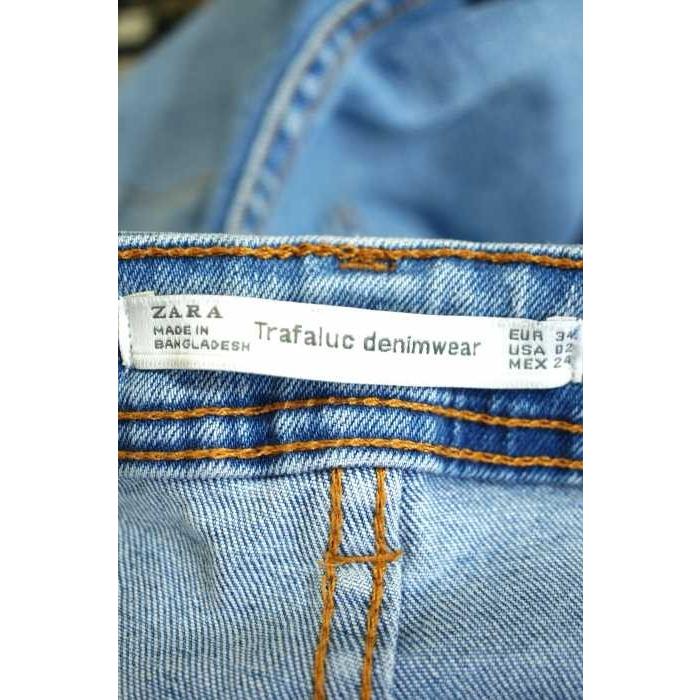 ZARA
MADE IN
BANGLADESH
Trafaluc denimwear
EUR 34
USA 02
MEX 24